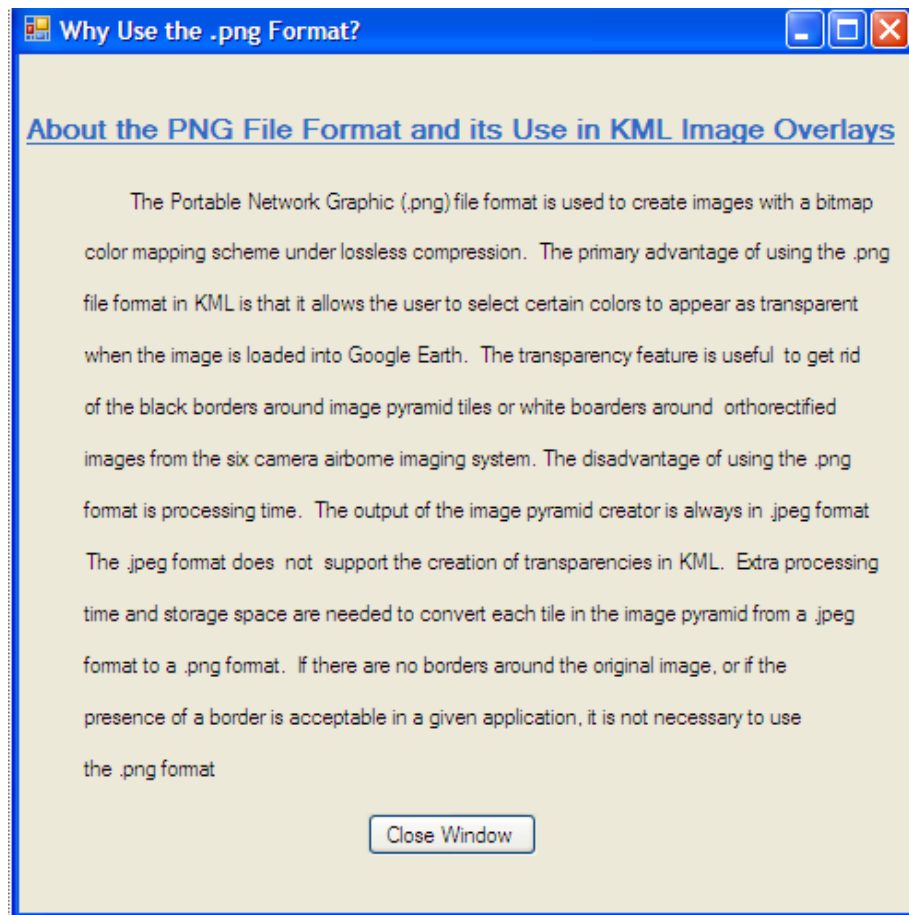 Why Use the .png Format?
About the PNG File Format and its Use in KML Image Overlays
The Portable Network Graphic (.png) file format is used to create images with a bitmap
color mapping scheme under lossless compression.  The primary advantage of using the .png
file format in KML is that it allows the user to select certain colors to appear as transparent
when the image is loaded into Google Earth.  The transparency feature is useful  to get rid
of the black borders around image pyramid tiles or white boarders around  orthorectified
images from the six camera airborne imaging system. The disadvantage of using the .png
format is processing time.  The output of the image pyramid creator is always in .jpeg format
The .jpeg format does  not  support the creation of transparencies in KML.  Extra processing
time and storage space are needed to convert each tile in the image pyramid from a .jpeg
format to a .png format.  If there are no borders around the original image, or if the
presence of a border is acceptable in a given application, it is not necessary to use
the .png format
Close Window